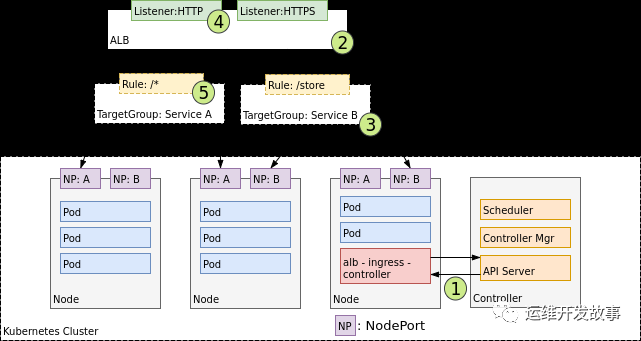 Listener:HTTP
Listener:HTTPS
4
ALB
2
Rule: /*
Rule: /store
5
TargetGroup: Service A
TargetGroup: Service B
3
NP: A
NP: B
NP: A
NP: B
NP: A
NP: B
Pod
Pod
Pod
Node
Pod
Pod
Pod
Node
Pod
Pod
alb - ingress -
controller
Node
Scheduler
Controller Mgr
API Server
1
Controller
Kubernetes Cluster
NP : NodePort
运维开发故事